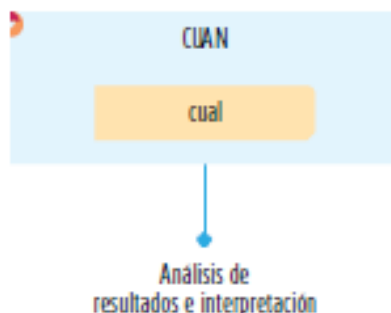 CUAN
cual
Análisis de
resultados e interpretación